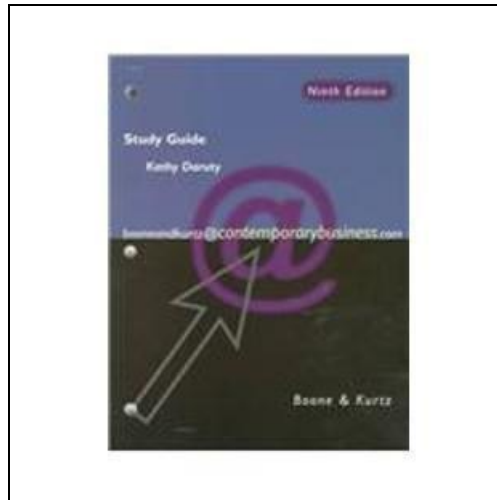 Ninth Edition
Study Guide
Kathy Daruty
booneandkurtz@contemporarybusiness.com
Boone & Kurtz